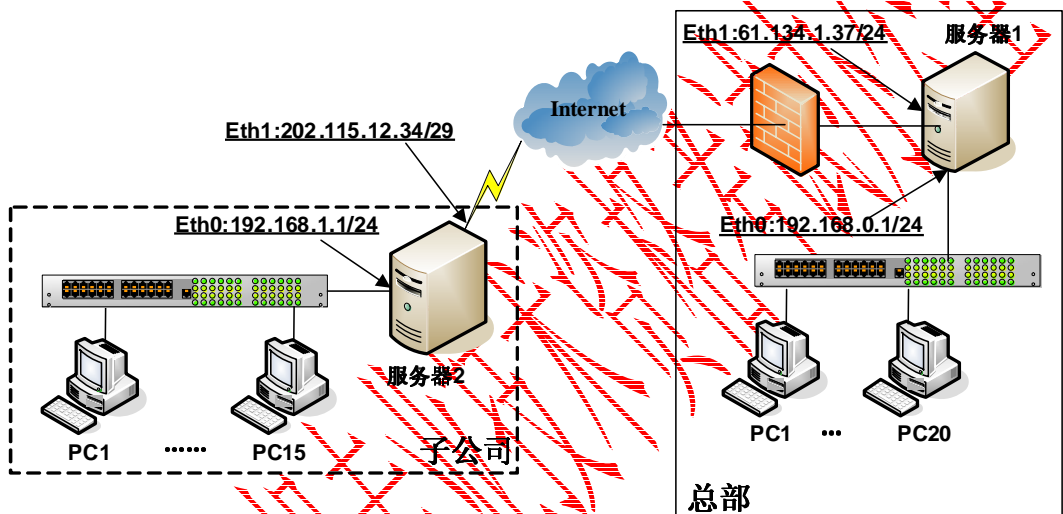 Eth1:61.134.1.37/24
服务器1
Internet
Eth1:202.115.12.34/29
Eth0:192.168.1.1/24
Eth0:192.168.0.1/24
服务器2
PC1
······
PC15
子公司
PC1
···
PC20
总部